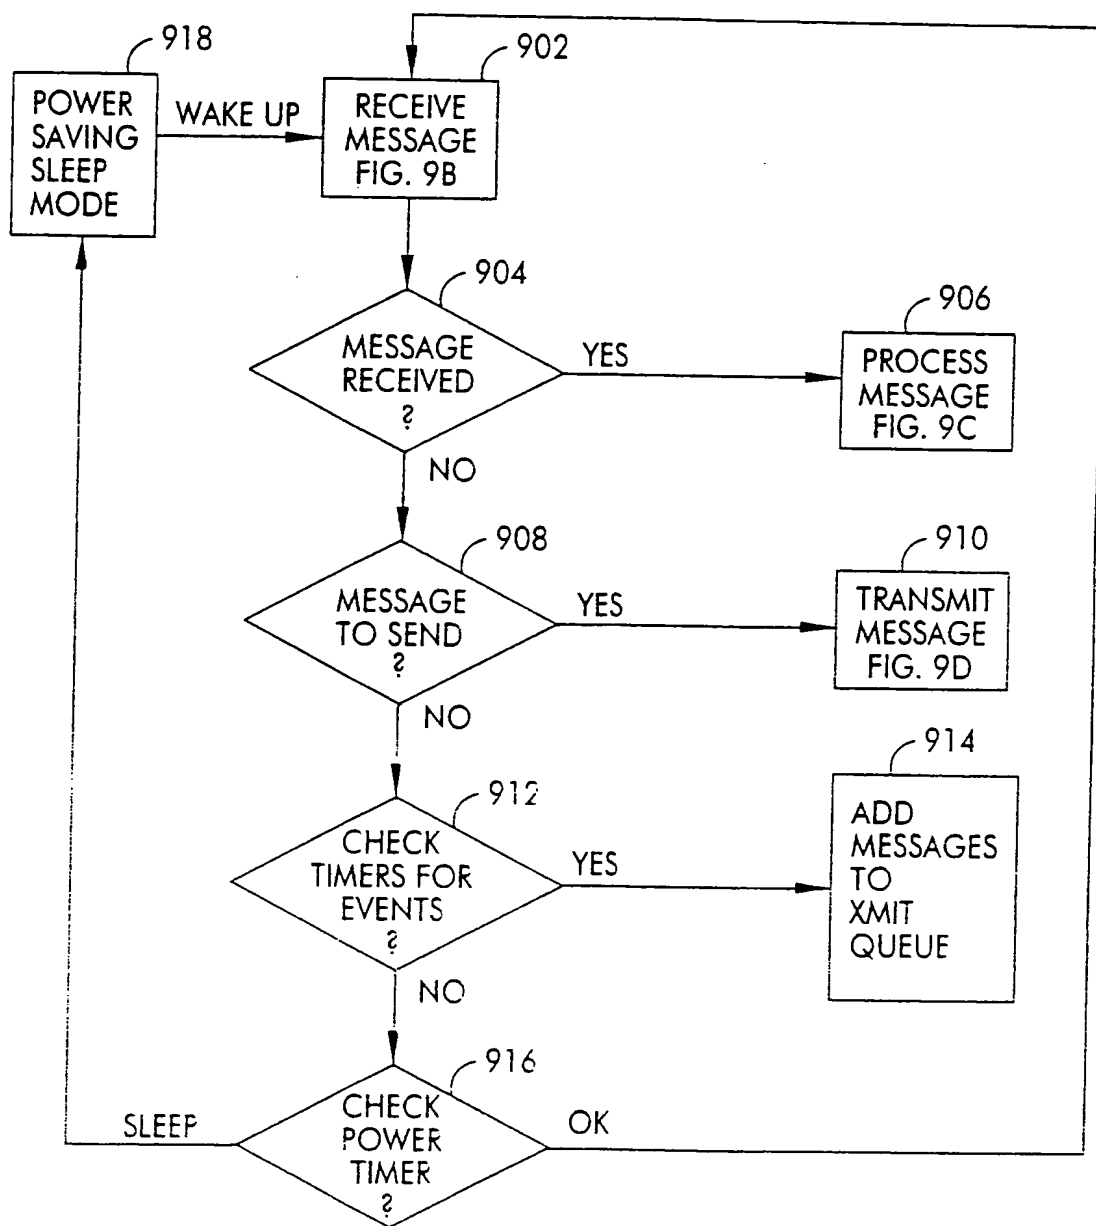 918
902
POWER
SAVING
SLEEP
MODE
WAKE UP
RECEIVE
MESSAGE
FIG. 9B
904
MESSAGE
RECEIVED
?
YES
906
PROCESS
MESSAGE
FIG. 9C
NO
908
MESSAGE
TO SEND
?
YES
910
TRANSMIT
MESSAGE
FIG. 9D
NO
912
CHECK
TIMERS FOR
EVENTS
?
YES
914
ADD
MESSAGES
TO
XMIT
QUEUE
NO
916
CHECK
POWER
TIMER
?
SLEEP
OK